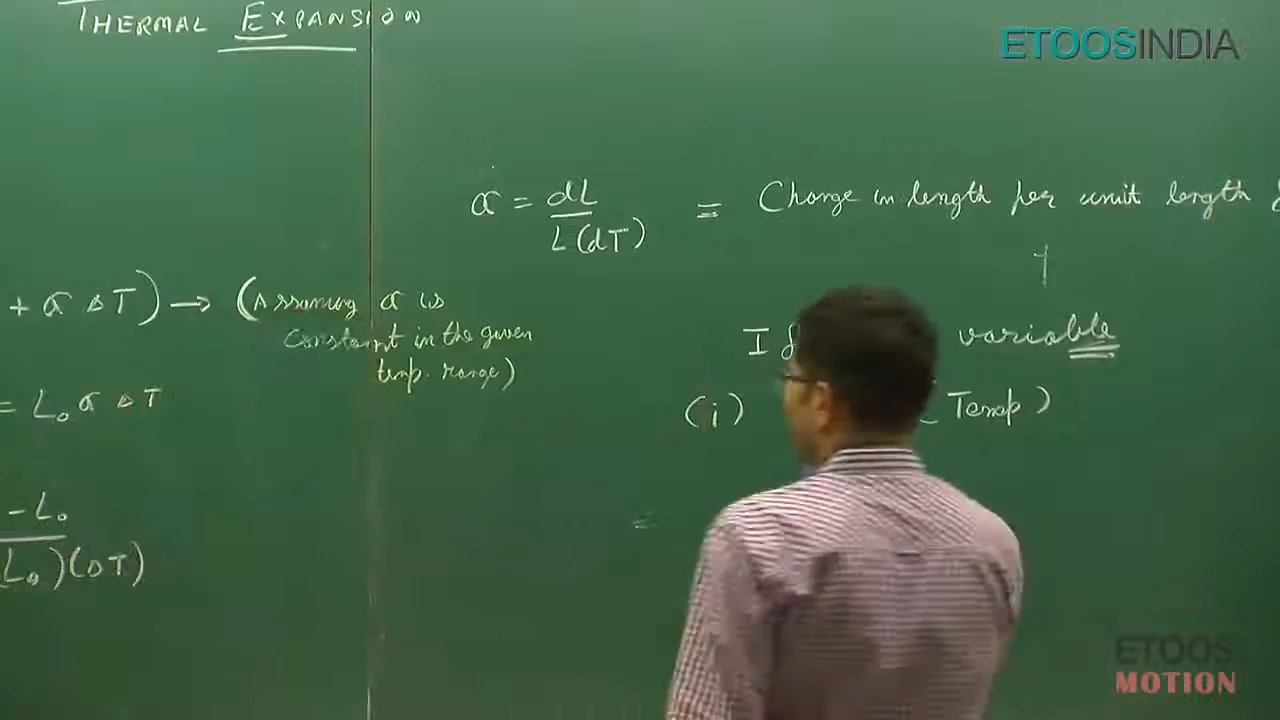 THERMAL EXPANSION
ETOOSINDIA
α = dL / L(dT) = Change in length per unit length
+ α ΔT) → (Assuming α is
constant in the given
temp. range)
= L₀ α ΔT
- L₀
L₀)(ΔT)
If variable
(i) Temp)
=
ETOOS
MOTION